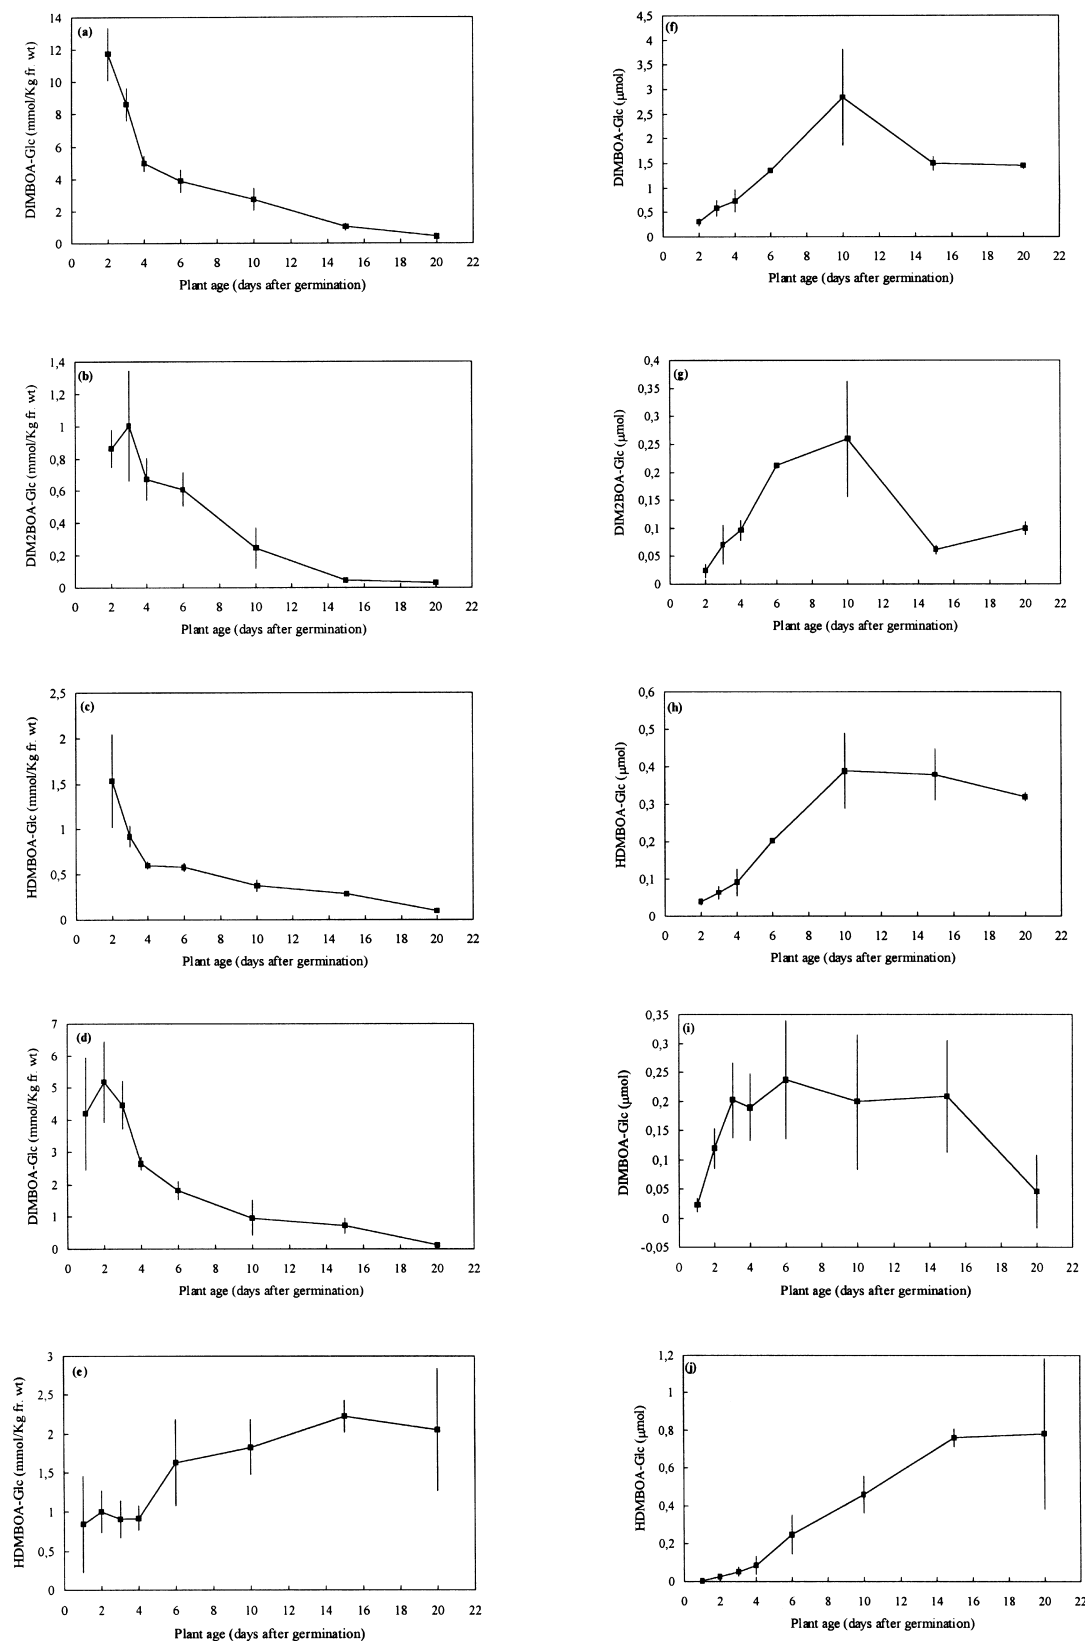 (a)
DIMBOA-Glc (mmol/Kg fr. wt)
14
12
10
8
6
4
2
0
0 2 4 6 8 10 12 14 16 18 20 22
Plant age (days after germination)
(f)
DIMBOA-Glc (μmol)
4,5
4
3,5
3
2,5
2
1,5
1
0,5
0
0 2 4 6 8 10 12 14 16 18 20 22
Plant age (days after germination)
(b)
DIM2BOA-Glc (mmol/Kg fr. wt)
1,4
1,2
1
0,8
0,6
0,4
0,2
0
0 2 4 6 8 10 12 14 16 18 20 22
Plant age (days after germination)
(g)
DIM2BOA-Glc (μmol)
0,4
0,35
0,3
0,25
0,2
0,15
0,1
0,05
0
0 2 4 6 8 10 12 14 16 18 20 22
Plant age (days after germination)
(c)
HDMBOA-Glc (mmol/Kg fr. wt)
2,5
2
1,5
1
0,5
0
0 2 4 6 8 10 12 14 16 18 20 22
Plant age (days after germination)
(h)
HDMBOA-Glc (μmol)
0,6
0,5
0,4
0,3
0,2
0,1
0
0 2 4 6 8 10 12 14 16 18 20 22
Plant age (days after germination)
(d)
DIMBOA-Glc (mmol/Kg fr. wt)
7
6
5
4
3
2
1
0
0 2 4 6 8 10 12 14 16 18 20 22
Plant age (days after germination)
(i)
DIMBOA-Glc (μmol)
0,35
0,3
0,25
0,2
0,15
0,1
0,05
0
-0,05
0 2 4 6 8 10 12 14 16 18 20 22
Plant age (days after germination)
(e)
HDMBOA-Glc (mmol/Kg fr. wt)
3
2,5
2
1,5
1
0,5
0
0 2 4 6 8 10 12 14 16 18 20 22
Plant age (days after germination)
(j)
HDMBOA-Glc (μmol)
1,2
1
0,8
0,6
0,4
0,2
0
0 2 4 6 8 10 12 14 16 18 20 22
Plant age (days after germination)